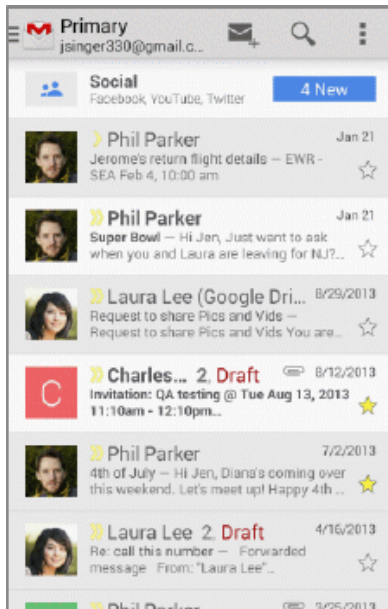 Primary
jsinger330@gmail.c...
Social
Facebook, YouTube, Twitter
4 New
Phil Parker
Jan 21
Jerome's return flight details — EWR -
SEA Feb 4, 10:00 am
Phil Parker
Jan 21
Super Bowl — Hi Jen, Just want to ask
when you and Laura are leaving for NJ?..
Laura Lee (Google Dri...
8/29/2013
Request to share Pics and Vids —
Request to share Pics and Vids You are...
C
Charles... 2, Draft
8/12/2013
Invitation: QA testing @ Tue Aug 13, 2013
11:10am - 12:10pm...
Phil Parker
7/2/2013
4th of July — Hi Jen, Diana's coming over
this weekend. Let's meet up! Happy 4th ..
Laura Lee 2, Draft
4/16/2013
Re: call this number — Forwarded
message From: "Laura Lee"...
Phil Parker
3/25/2013